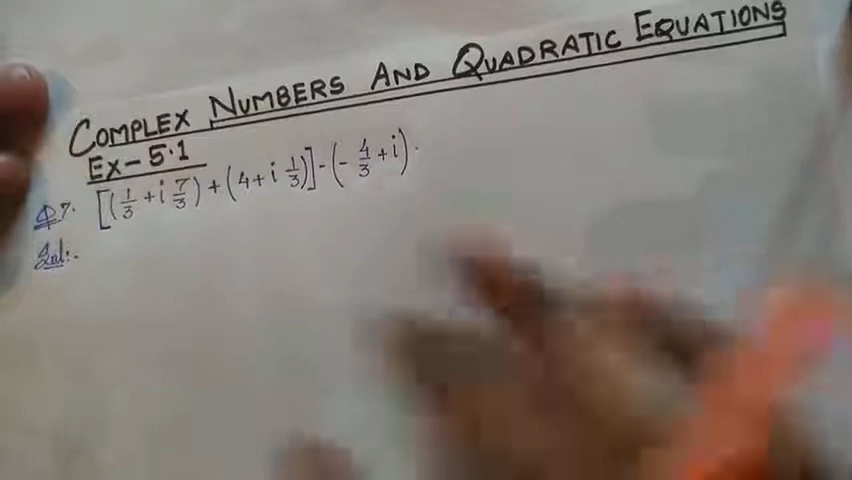 COMPLEX NUMBERS AND QUADRATIC EQUATIONS
Ex-5.1
Q7. [(1/3 + i 7/3) + (4 + i 1/3)] - (- 4/3 + i).
Sol:-